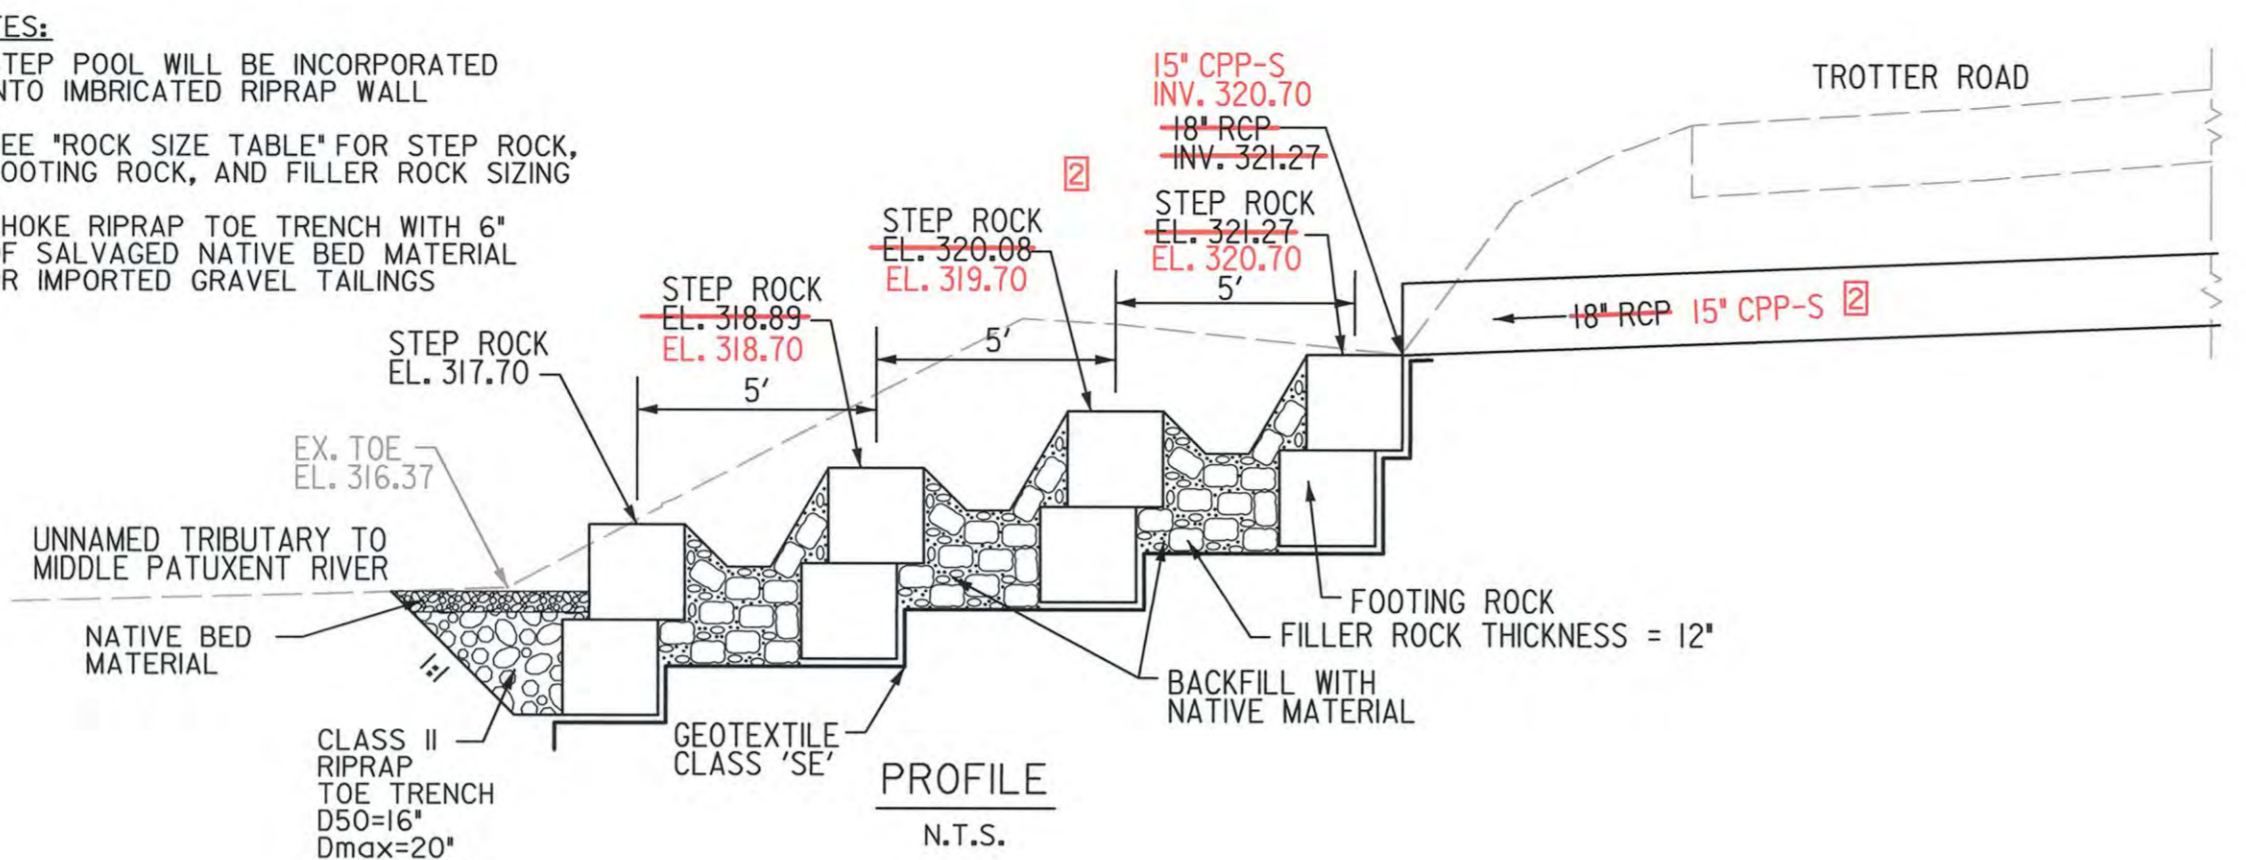 TES:
TEP POOL WILL BE INCORPORATED
NTO IMBRICATED RIPRAP WALL
EE "ROCK SIZE TABLE" FOR STEP ROCK,
OOTING ROCK, AND FILLER ROCK SIZING
HOKE RIPRAP TOE TRENCH WITH 6"
OF SALVAGED NATIVE BED MATERIAL
OR IMPORTED GRAVEL TAILINGS
15" CPP-S
INV. 320.70
18" RCP
INV. 321.27
2
TROTTER ROAD
STEP ROCK
EL. 321.27
EL. 320.70
5'
STEP ROCK
EL. 320.08
EL. 319.70
5'
STEP ROCK
EL. 318.89
EL. 318.70
5'
STEP ROCK
EL. 317.70
18" RCP 15" CPP-S 2
EX. TOE
EL. 316.37
UNNAMED TRIBUTARY TO
MIDDLE PATUXENT RIVER
NATIVE BED
MATERIAL
1:1
FOOTING ROCK
FILLER ROCK THICKNESS = 12"
BACKFILL WITH
NATIVE MATERIAL
GEOTEXTILE
CLASS 'SE'
CLASS II
RIPRAP
TOE TRENCH
D50=16"
Dmax=20"
PROFILE
N.T.S.